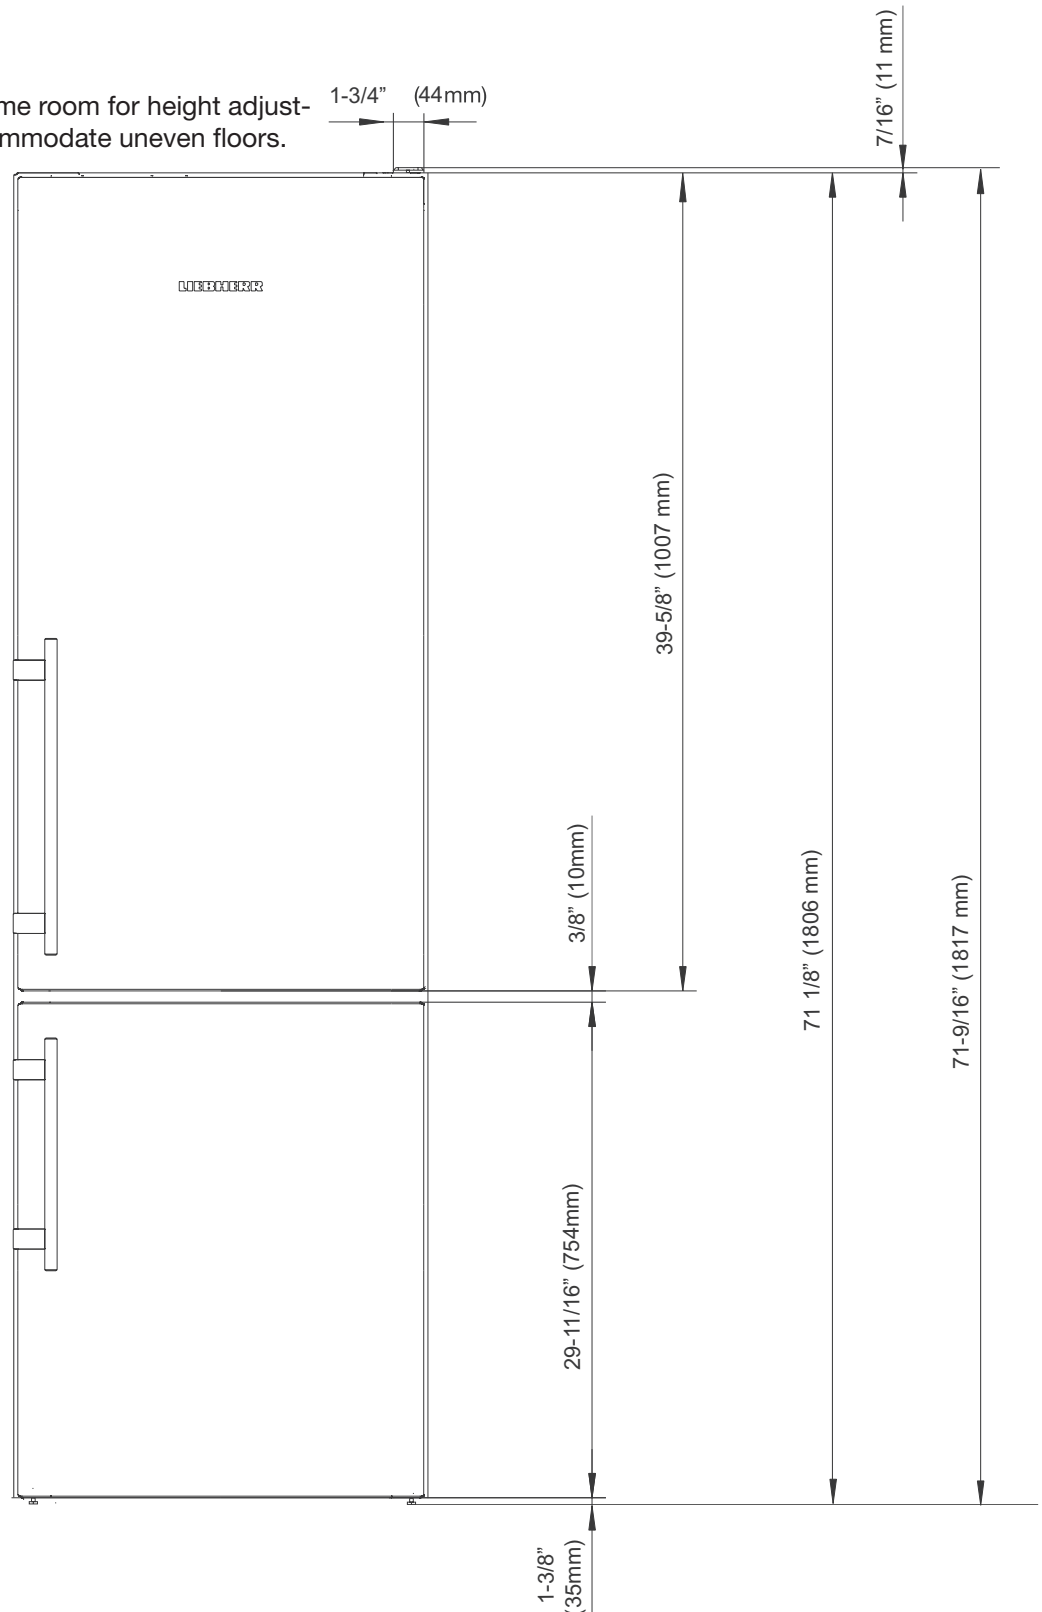 room for height adjust-
floors.
uneven
1-3/4” (44mm)
7/16” (11 mm)
LIEBHERR
39-5/8” (1007 mm)
3/8” (10mm)
71 1/8” (1806 mm)
71-9/16” (1817 mm)
29-11/16” (754mm)
1-3/8”
(35mm)